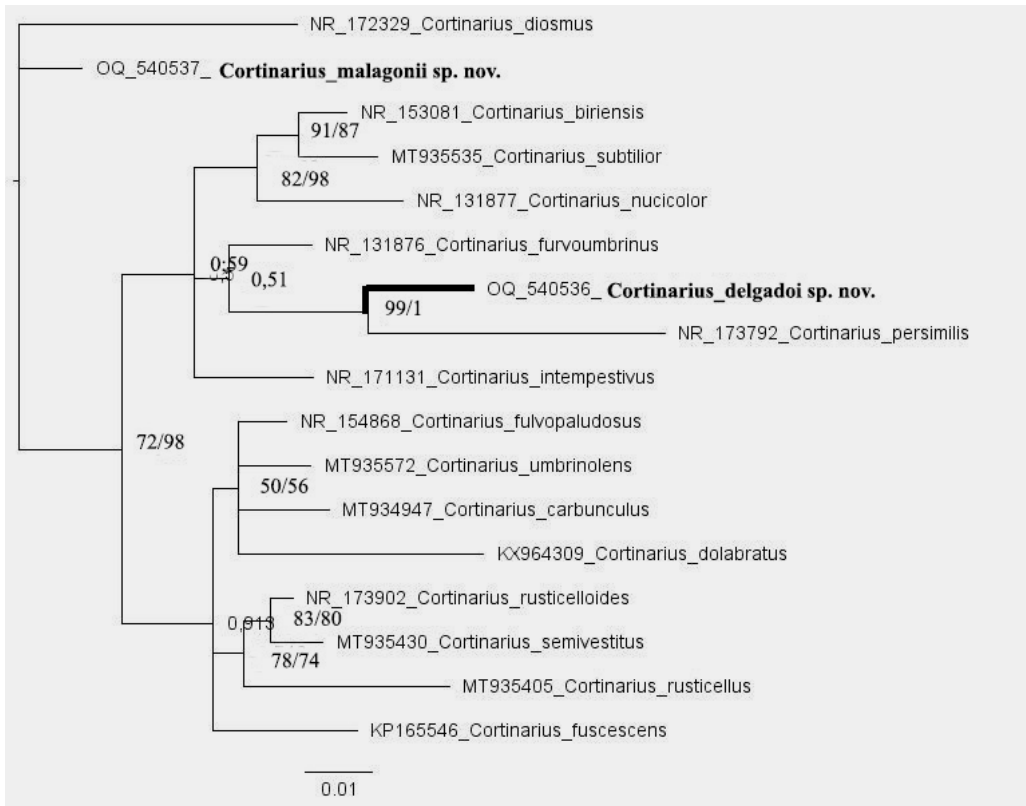 NR_172329_Cortinarius_diosmus
OQ_540537_ Cortinarius_malagonii sp. nov.
NR_153081_Cortinarius_biriensis
91/87
MT935535_Cortinarius_subtilior
82/98
NR_131877_Cortinarius_nucicolor
NR_131876_Cortinarius_furvoumbrinus
0,51
OQ_540536_ Cortinarius_delgadoi sp. nov.
99/1
NR_173792_Cortinarius_persimilis
NR_171131_Cortinarius_intempestivus
NR_154868_Cortinarius_fulvopaludosus
72/98
MT935572_Cortinarius_umbrinolens
50/56
MT934947_Cortinarius_carbunculus
KX964309_Cortinarius_dolabratus
NR_173902_Cortinarius_rusticelloides
83/80
0,913
MT935430_Cortinarius_semivestitus
78/74
MT935405_Cortinarius_rusticellus
KP165546_Cortinarius_fuscescens
0.01